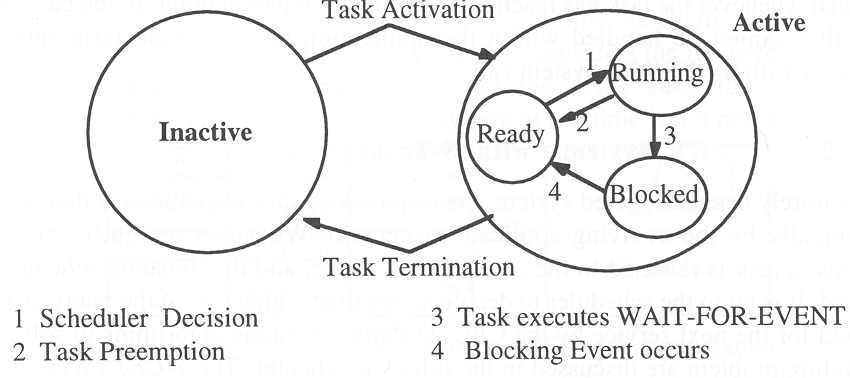 Task Activation
Active
Inactive
1
Running
Ready
2
3
4
Blocked
Task Termination
1 Scheduler Decision
2 Task Preemption
3 Task executes WAIT-FOR-EVENT
4 Blocking Event occurs